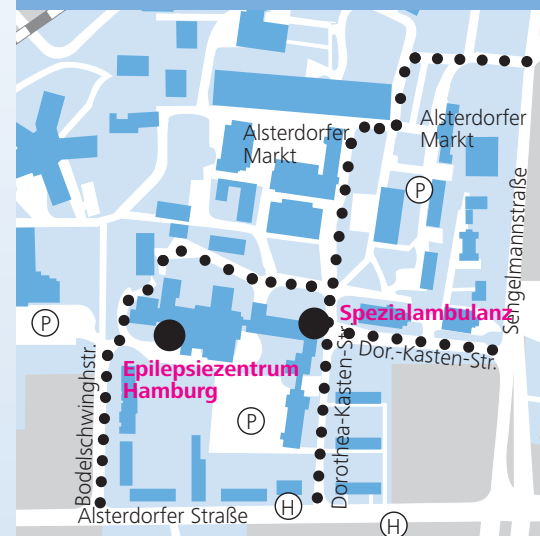 Alsterdorfer
Markt
Alsterdorfer
Markt
P
Sengelmannstraße
P
Spezialambulanz
Dor.-Kasten-Str.
Epilepsiezentrum
Hamburg
Bodelschwinghstr.
P
Dorothea-Kasten-Str.
Alsterdorfer Straße
H
H